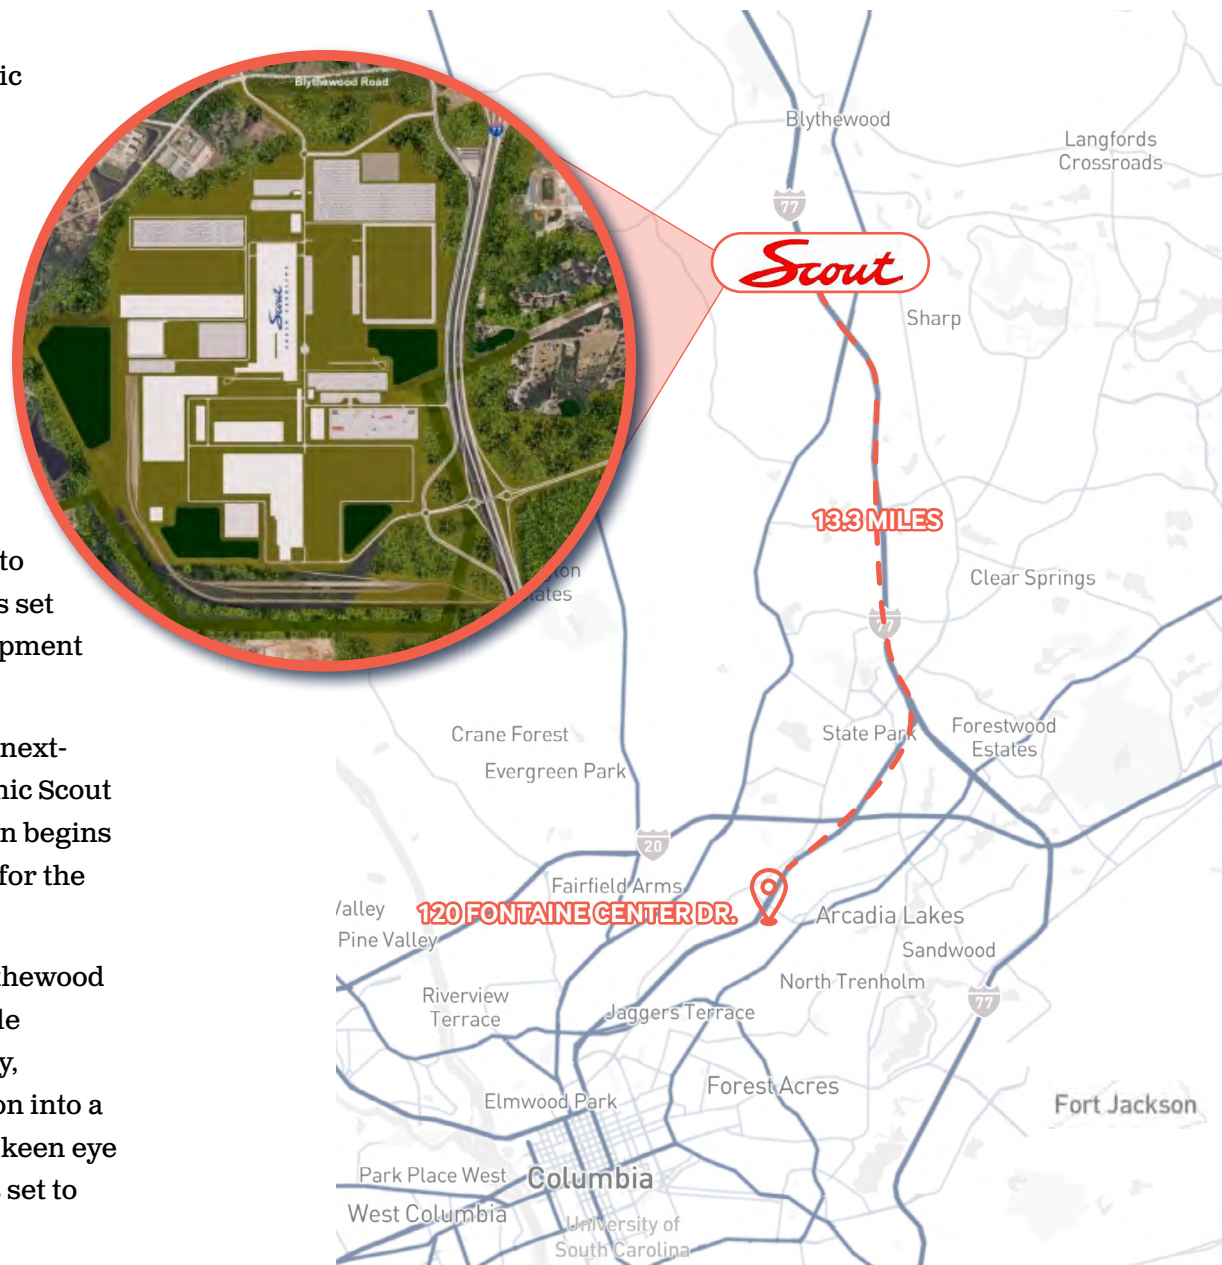 ic
to
s set
pment
next-
nic Scout
n begins
for the
thewood
le
y,
on into a
keen eye
s set to
Blythewood Road
77
Scout
SOUTH CAROLINA
Blythewood
Langfords
Crossroads
77
Scout
Sharp
13.3 MILES
Clear Springs
77
State Park
Forestwood
Estates
Crane Forest
Evergreen Park
20
Fairfield Arms
120 FONTAINE CENTER DR.
Valley
Pine Valley
Arcadia Lakes
Sandwood
North Trenholm
77
Riverview
Terrace
Jaggers Terrace
Forest Acres
Elmwood Park
Fort Jackson
Park Place West
Columbia
West Columbia
University of
South Carolina